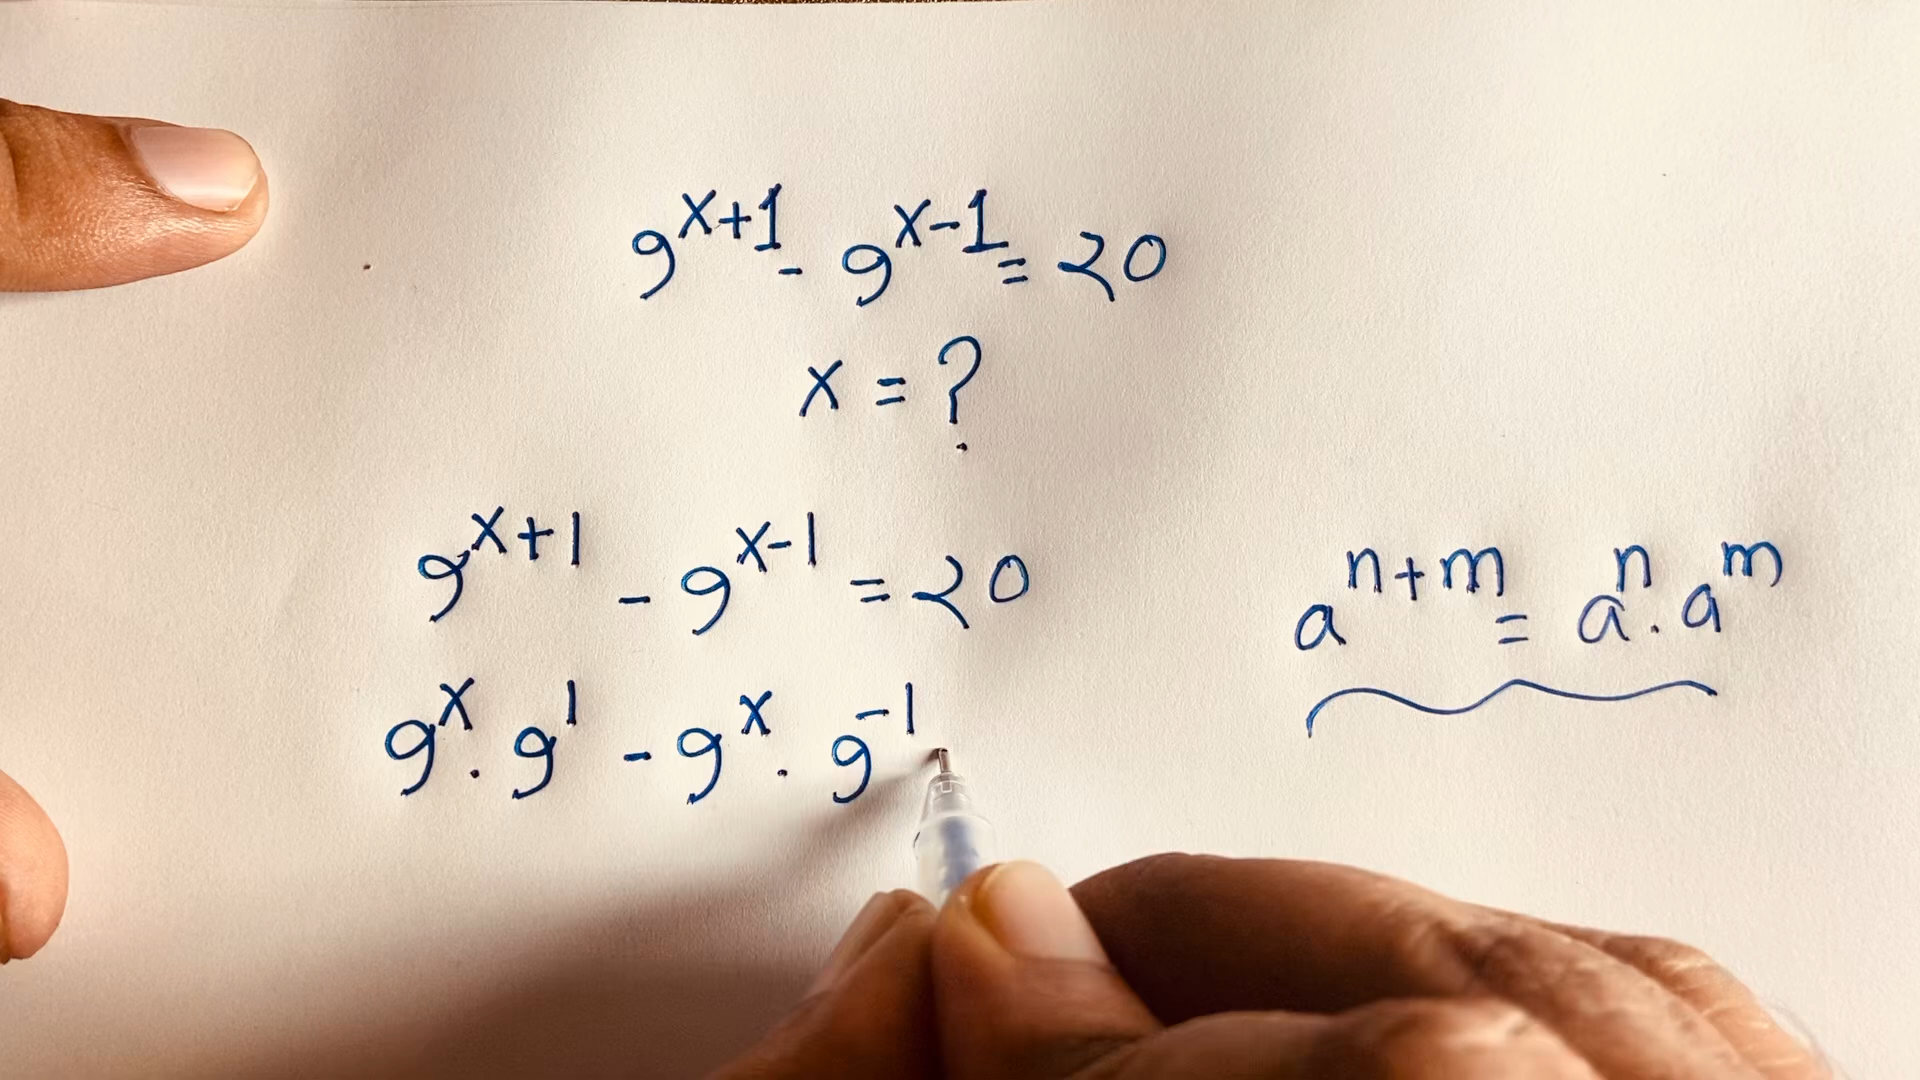 9^{x+1} - 9^{x-1} = 20
x = ?
9^{x+1} - 9^{x-1} = 20
a^{n+m} = a^n . a^m
9^x . 9^1 - 9^x . 9^{-1}